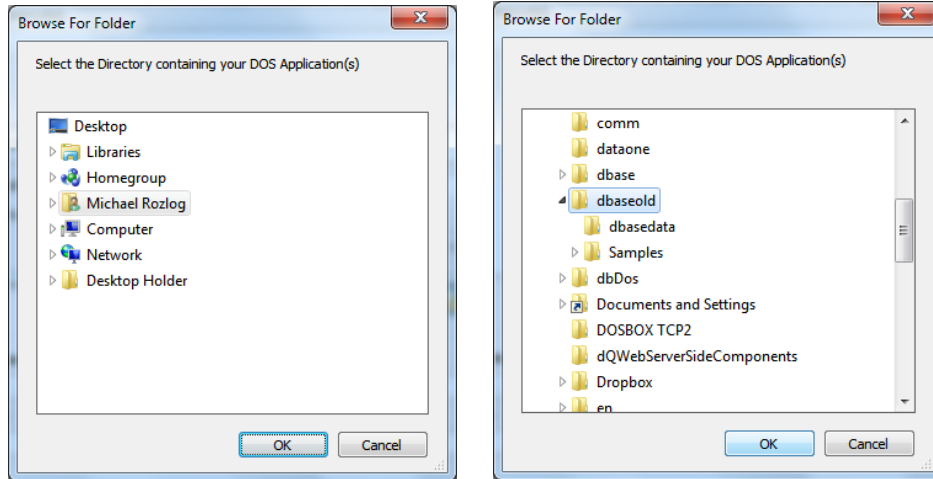 Browse For Folder
Select the Directory containing your DOS Application(s)
Desktop
Libraries
Homegroup
Michael Rozlog
Computer
Network
Desktop Holder
OK
Cancel
Browse For Folder
Select the Directory containing your DOS Application(s)
comm
dataone
dbase
dbaseold
dbasedata
Samples
dbDos
Documents and Settings
DOSBOX TCP2
dQWebServerSideComponents
Dropbox
en
OK
Cancel